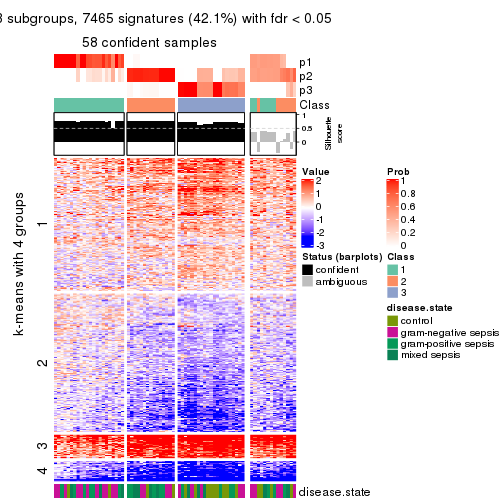 3 subgroups, 7465 signatures (42.1%) with fdr < 0.05
58 confident samples
p1
p2
p3
Class
1
0.5
0
Silhouette
score
k-means with 4 groups
1
2
3
4
Value
2
1
0
-1
-2
-3
Prob
1
0.8
0.6
0.4
0.2
0
Status (barplots)
confident
ambiguous
Class
1
2
3
disease.state
control
gram-negative sepsis
gram-positive sepsis
mixed sepsis
disease.state